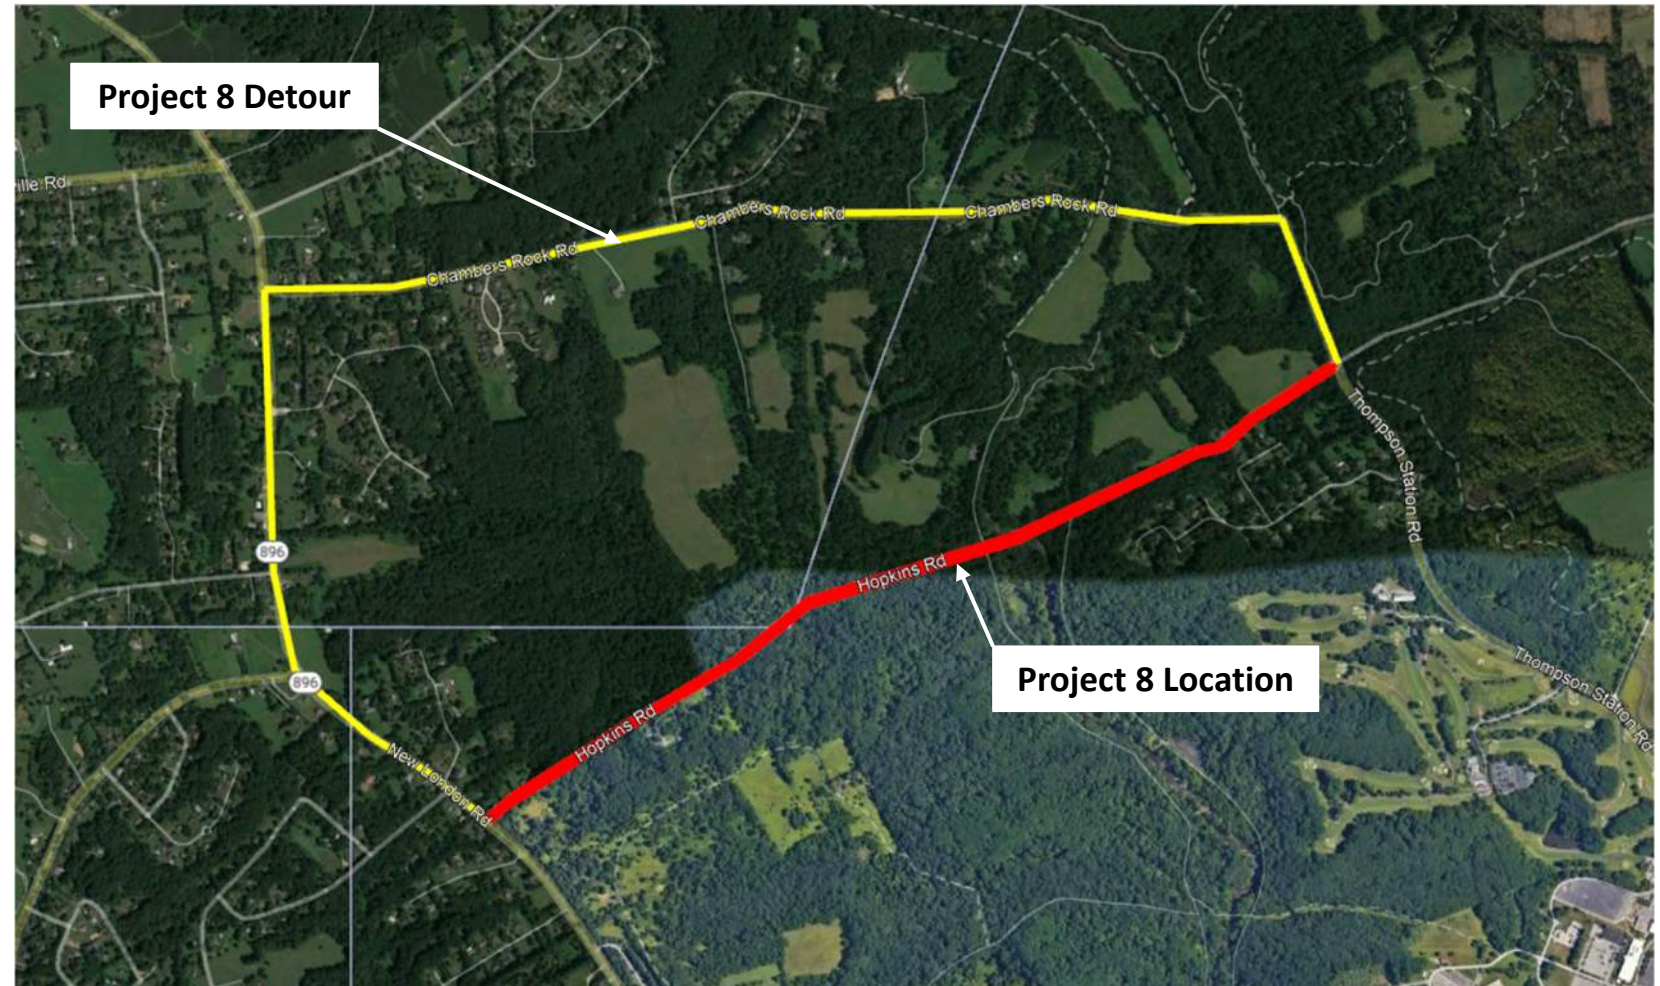 Project 8 Detour
ille Rd
Chambers Rock Rd
Chambers Rock Rd
Chambers Rock Rd
Thompson Station Rd
896
Hopkins Rd
Project 8 Location
Thompson Station Rd
896
Hopkins Rd
New London Rd